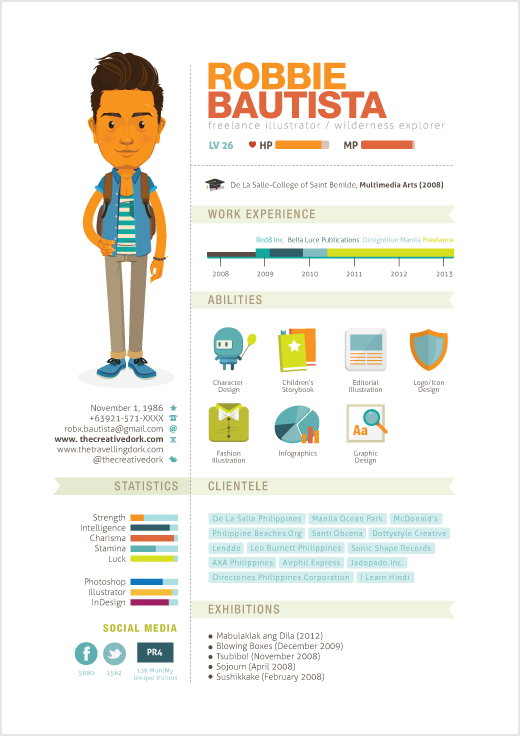 ROBBIE
BAUTISTA
freelance illustrator / wilderness explorer
LV 26 HP MP
De La Salle-College of Saint Benilde, Multimedia Arts (2008)
WORK EXPERIENCE
Red8 Inc Bella Luce Publications Designblue Manila Freelance
2008 2009 2010 2011 2012 2013
ABILITIES
Character
Design
Children's
Storybook
Editorial
Illustration
Logo/Icon
Design
Fashion
Illustration
Infographics
Aa
Graphic
Design
November 1, 1986
+63921-571-XXXX
robx.bautista@gmail.com
www. thecreativedork.com
www.thetravellingdork.com
@thecreativedork
STATISTICS
Strength
Intelligence
Charisma
Stamina
Luck
Photoshop
Illustrator
InDesign
SOCIAL MEDIA
f
PR4
5880 1562 13K Monthly
Unique Visitors
CLIENTELE
De La Salle Philippines Manila Ocean Park McDonald's
Philippine Beaches.Org Santi Obcena Dottystyle Creative
Lenddo Leo Burnett Philippines Sonic Shape Records
AXA Philippines Airphil Express Iadopado Inc.
Directories Philippines Corporation I Learn Hindi
EXHIBITIONS
Mabulaklak ang Dila (2012)
Blowing Boxes (December 2009)
Tsubibo! (November 2008)
Sojourn (April 2008)
Sushikkake (February 2008)